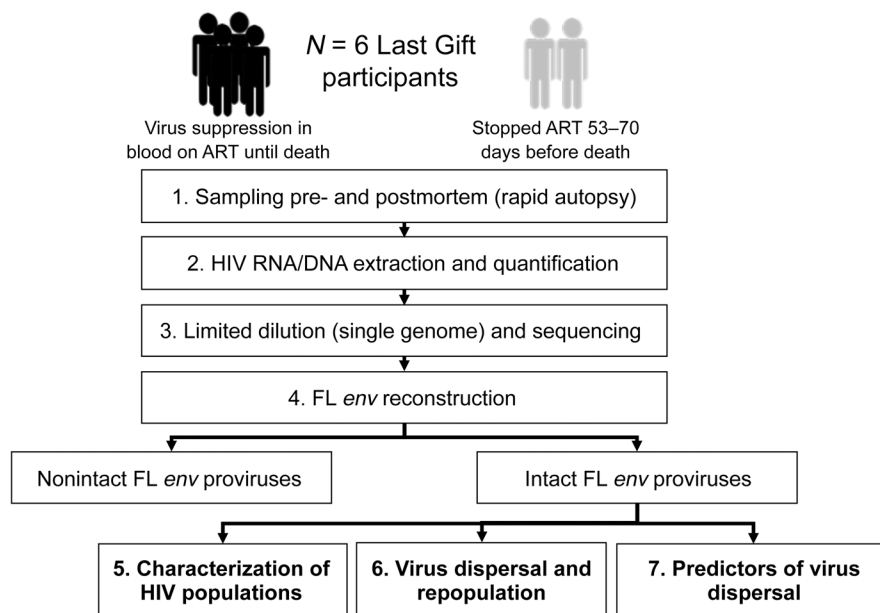 N = 6 Last Gift
participants
Virus suppression in
blood on ART until death
Stopped ART 53–70
days before death
1. Sampling pre- and postmortem (rapid autopsy)
2. HIV RNA/DNA extraction and quantification
3. Limited dilution (single genome) and sequencing
4. FL env reconstruction
Nonintact FL env proviruses
Intact FL env proviruses
5. Characterization of
HIV populations
6. Virus dispersal and
repopulation
7. Predictors of virus
dispersal